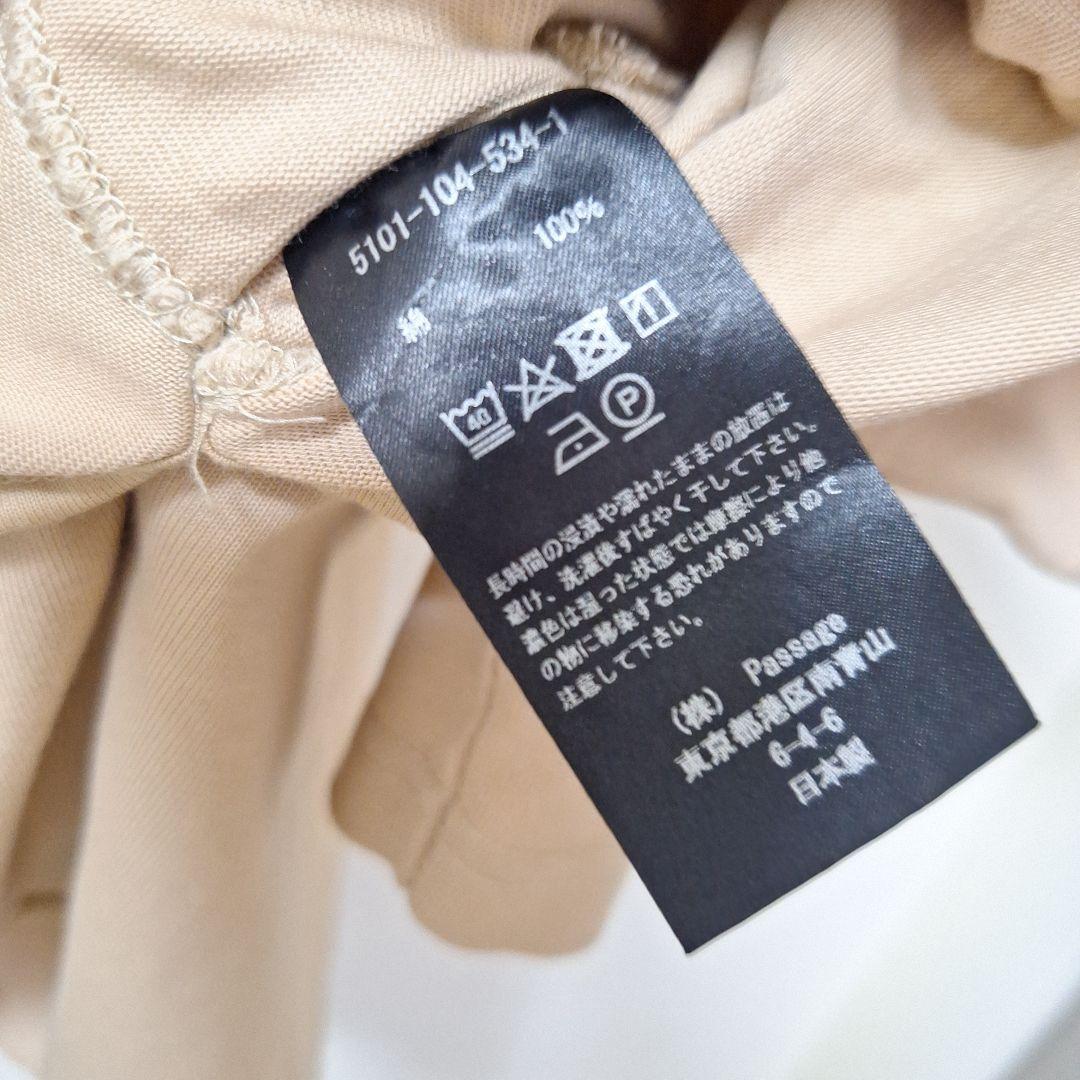 5101-104-534-1
綿 100%
40
P
長時間の浸漬や濡れたままの放置は
避け、洗濯後すばやく干して下さい。
濃色は湿った状態では摩擦により他
の物に移染する恐れがありますので
注意して下さい。
(株) Passage
東京都港区南青山
6-4-6
日本製